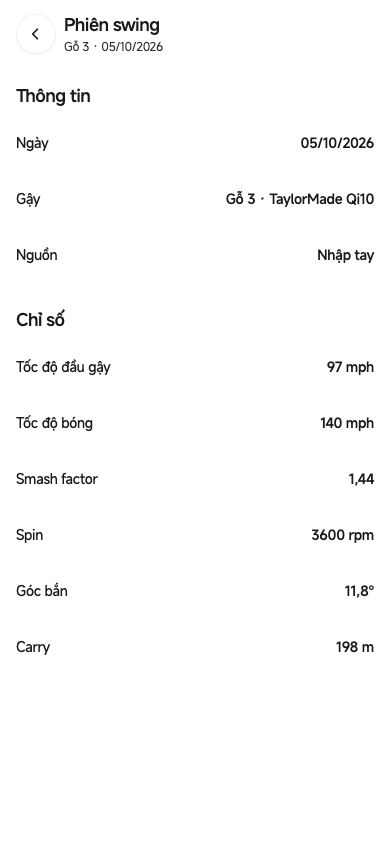 Phiên swing
Gỗ 3 · 05/10/2026
Thông tin
Ngày 05/10/2026
Gậy Gỗ 3 · TaylorMade Qi10
Nguồn Nhập tay
Chỉ số
Tốc độ đầu gậy 97 mph
Tốc độ bóng 140 mph
Smash factor 1,44
Spin 3600 rpm
Góc bắn 11,8°
Carry 198 m